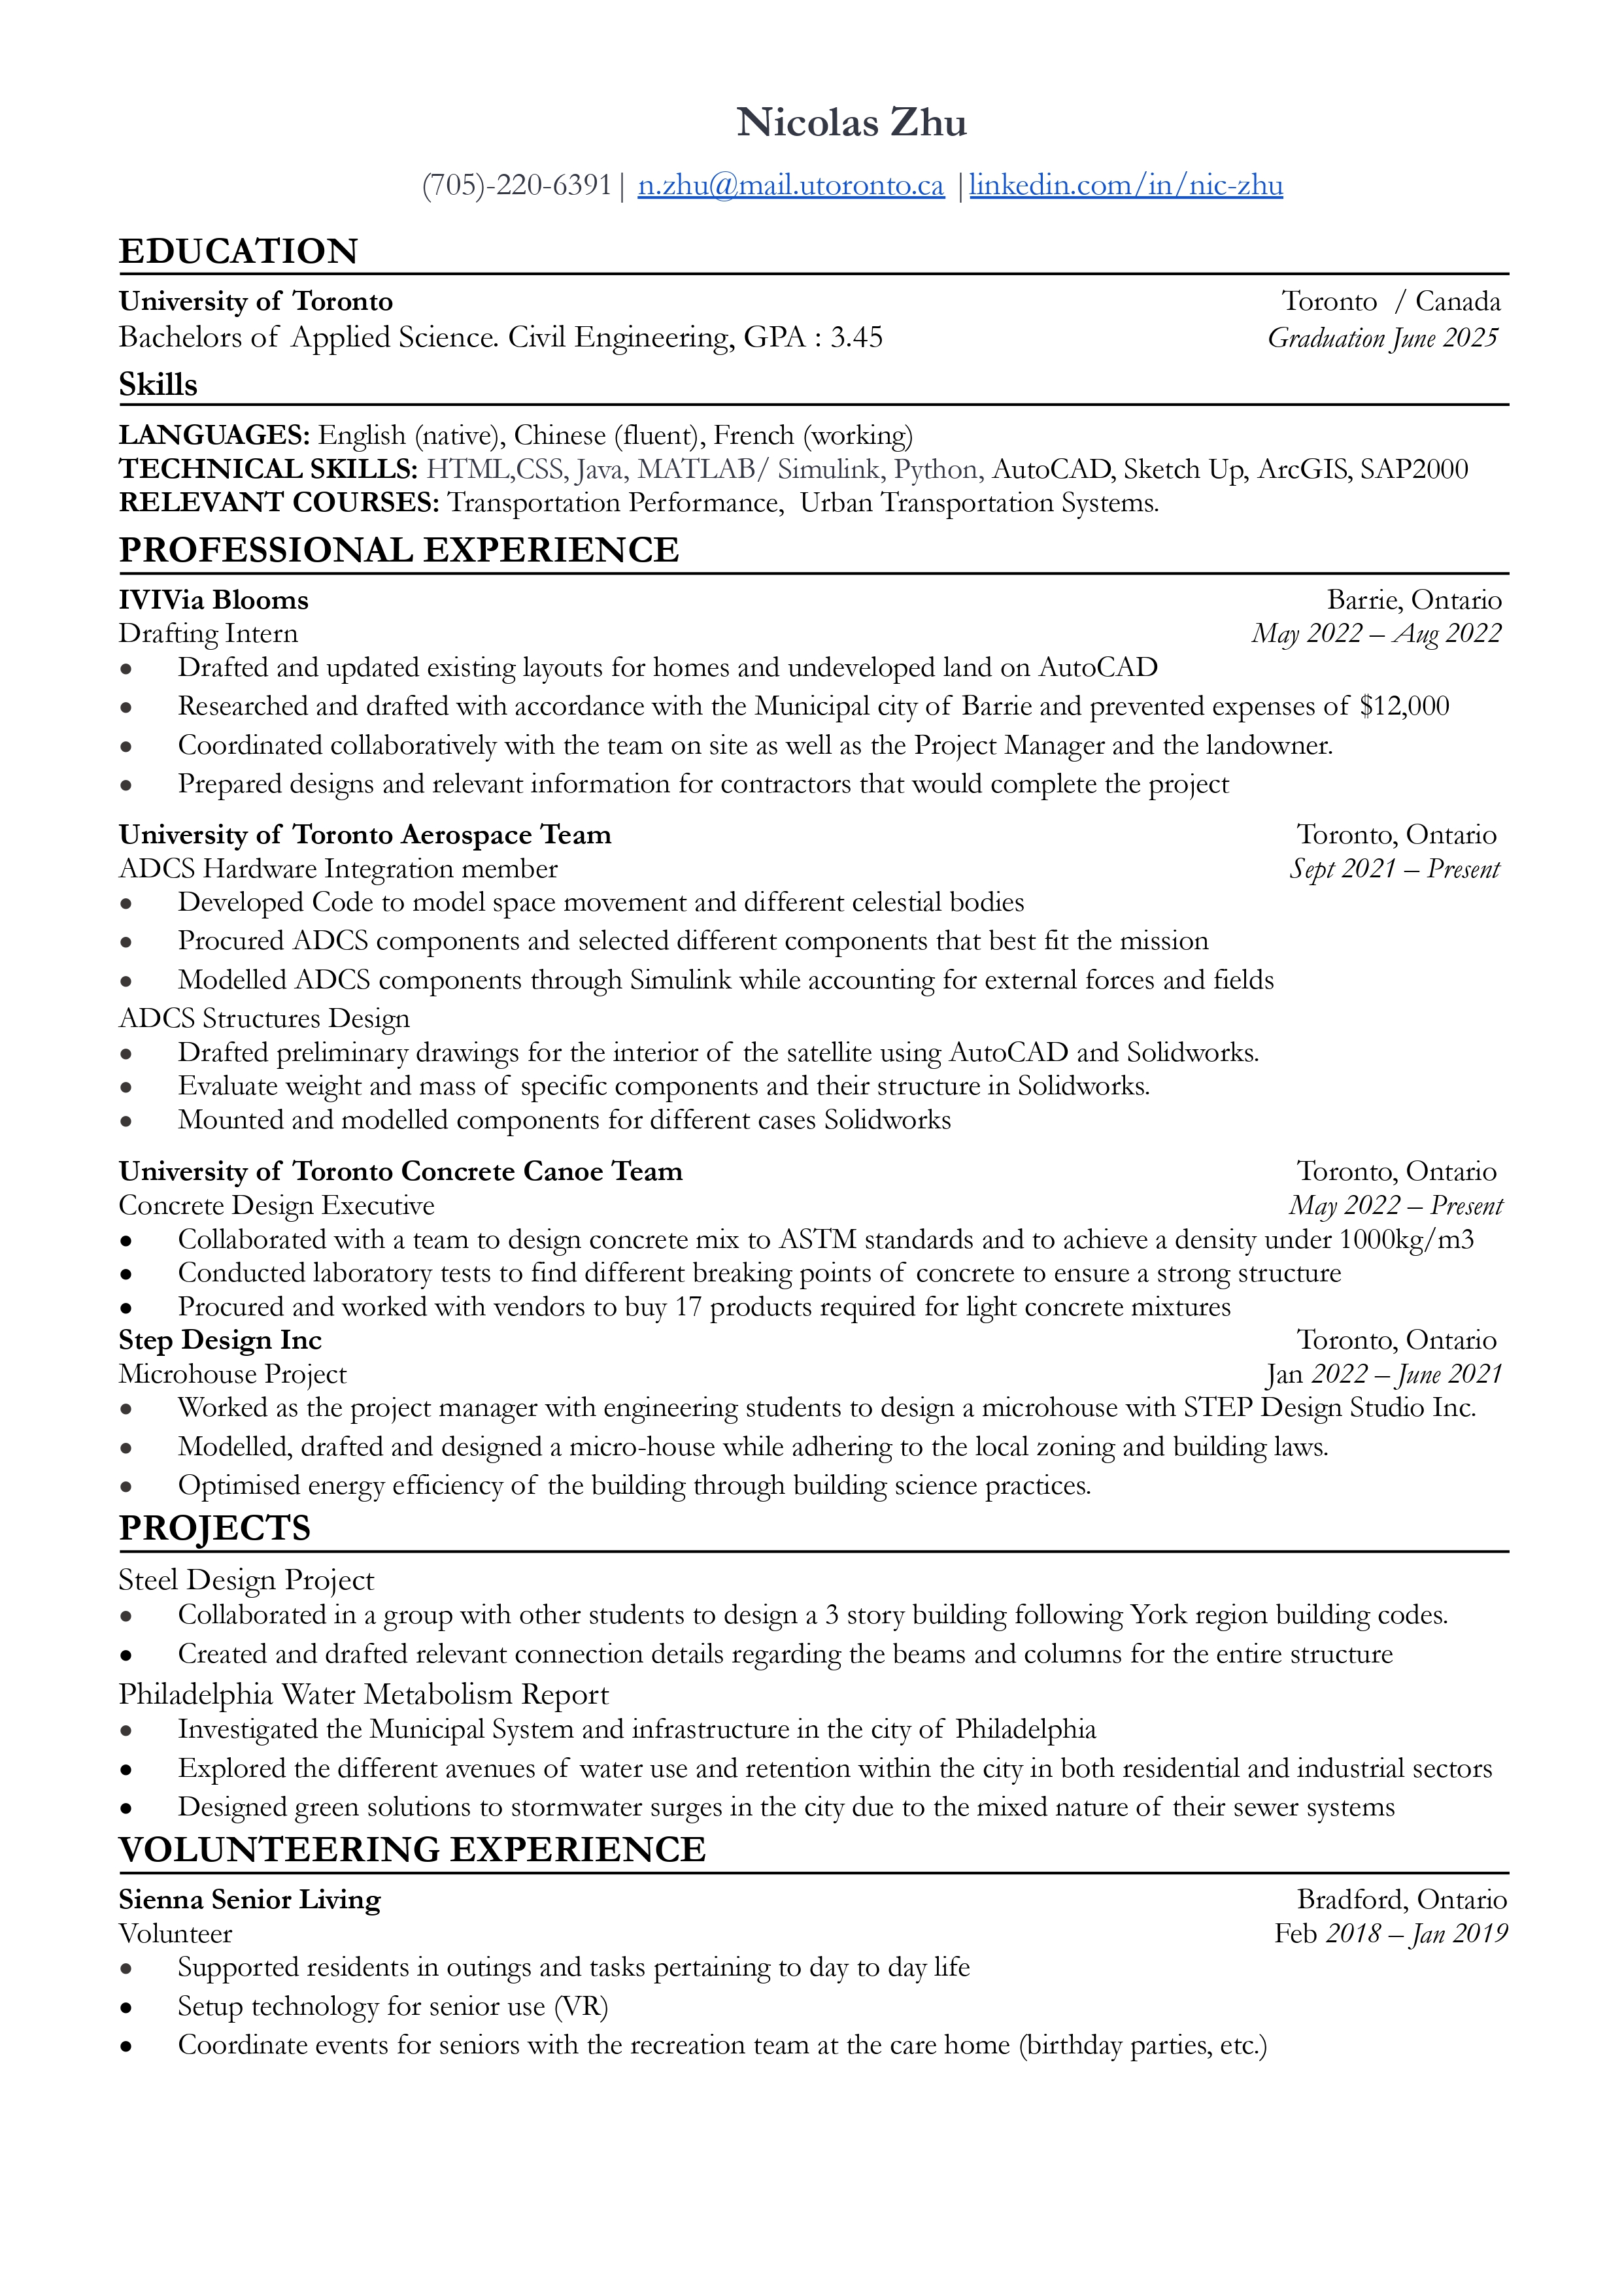 Nicolas Zhu
(705)-220-6391| n.zhu@mail.utoronto.ca |linkedin.com/in/nic-zhu
EDUCATION
University of Toronto Toronto / Canada
Bachelors of Applied Science. Civil Engineering, GPA : 3.45 Graduation June 2025
Skills
LANGUAGES: English (native), Chinese (fluent), French (working)
TECHNICAL SKILLS: HTML,CSS, Java, MATLAB/ Simulink, Python, AutoCAD, Sketch Up, ArcGIS, SAP2000
RELEVANT COURSES: Transportation Performance, Urban Transportation Systems.
PROFESSIONAL EXPERIENCE
IVIVia Blooms Barrie, Ontario
Drafting Intern May 2022 – Aug 2022
● Drafted and updated existing layouts for homes and undeveloped land on AutoCAD
● Researched and drafted with accordance with the Municipal city of Barrie and prevented expenses of $12,000
● Coordinated collaboratively with the team on site as well as the Project Manager and the landowner.
● Prepared designs and relevant information for contractors that would complete the project
University of Toronto Aerospace Team Toronto, Ontario
ADCS Hardware Integration member Sept 2021 – Present
● Developed Code to model space movement and different celestial bodies
● Procured ADCS components and selected different components that best fit the mission
● Modelled ADCS components through Simulink while accounting for external forces and fields
ADCS Structures Design
● Drafted preliminary drawings for the interior of the satellite using AutoCAD and Solidworks.
● Evaluate weight and mass of specific components and their structure in Solidworks.
● Mounted and modelled components for different cases Solidworks
University of Toronto Concrete Canoe Team Toronto, Ontario
Concrete Design Executive May 2022 – Present
● Collaborated with a team to design concrete mix to ASTM standards and to achieve a density under 1000kg/m3
● Conducted laboratory tests to find different breaking points of concrete to ensure a strong structure
● Procured and worked with vendors to buy 17 products required for light concrete mixtures
Step Design Inc Toronto, Ontario
Microhouse Project Jan 2022 – June 2021
● Worked as the project manager with engineering students to design a microhouse with STEP Design Studio Inc.
● Modelled, drafted and designed a micro-house while adhering to the local zoning and building laws.
● Optimised energy efficiency of the building through building science practices.
PROJECTS
Steel Design Project
● Collaborated in a group with other students to design a 3 story building following York region building codes.
● Created and drafted relevant connection details regarding the beams and columns for the entire structure
Philadelphia Water Metabolism Report
● Investigated the Municipal System and infrastructure in the city of Philadelphia
● Explored the different avenues of water use and retention within the city in both residential and industrial sectors
● Designed green solutions to stormwater surges in the city due to the mixed nature of their sewer systems
VOLUNTEERING EXPERIENCE
Sienna Senior Living Bradford, Ontario
Volunteer Feb 2018 – Jan 2019
● Supported residents in outings and tasks pertaining to day to day life
● Setup technology for senior use (VR)
● Coordinate events for seniors with the recreation team at the care home (birthday parties, etc.)